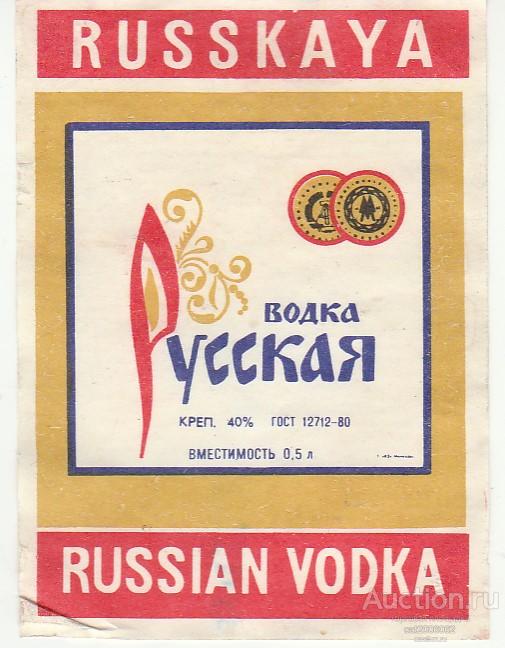 RUSSKAYA
ВОДКА
Русская
КРЕП. 40% ГОСТ 12712-80
ВМЕСТИМОСТЬ 0,5 л
RUSSIAN VODKA
Auction.ru